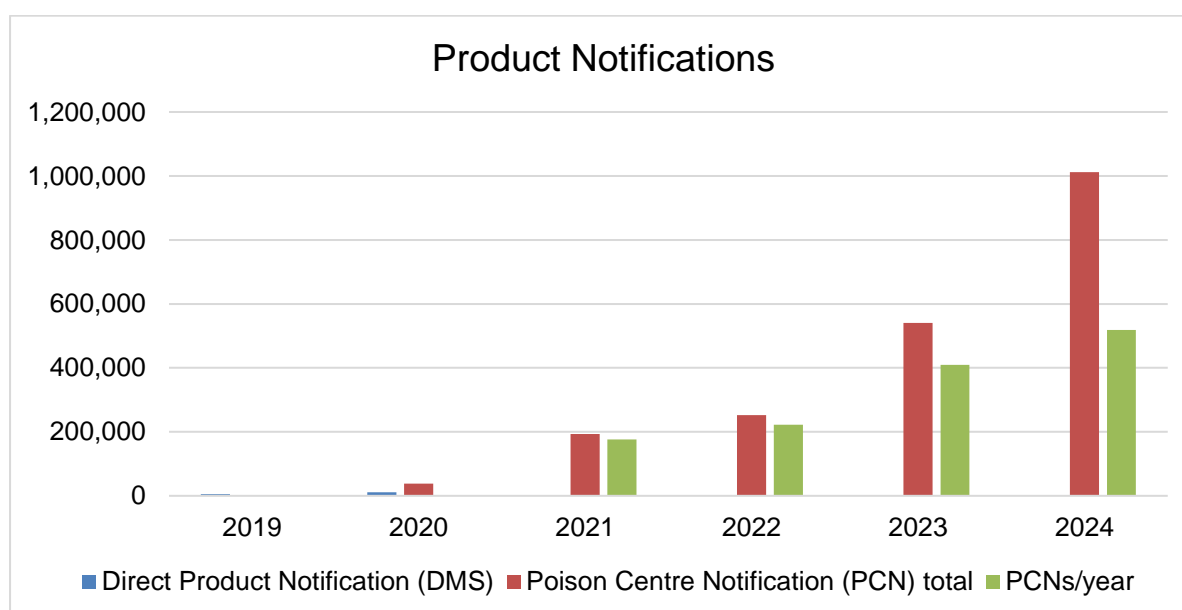 Product Notifications
1,200,000
1,000,000
800,000
600,000
400,000
200,000
0
2019 2020 2021 2022 2023 2024
Direct Product Notification (DMS) Poison Centre Notification (PCN) total PCNs/year